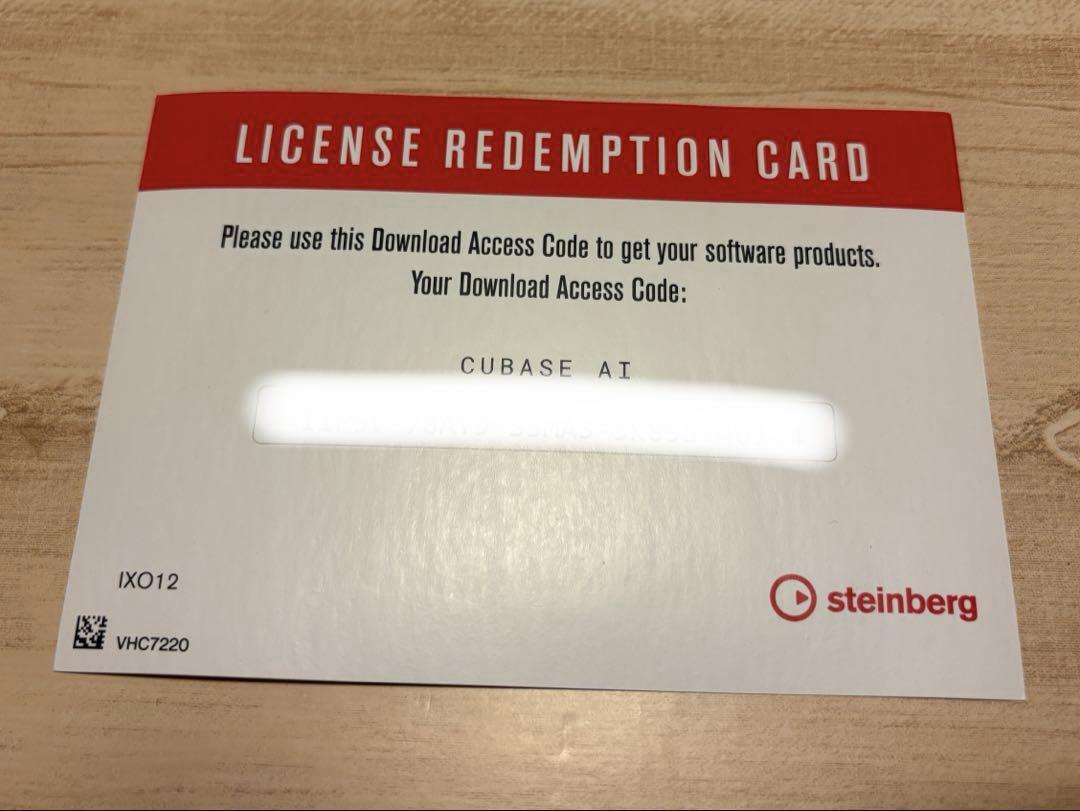 LICENSE REDEMPTION CARD
Please use this Download Access Code to get your software products.
Your Download Access Code:
CUBASE AI
IXO12
VHC7220
steinberg